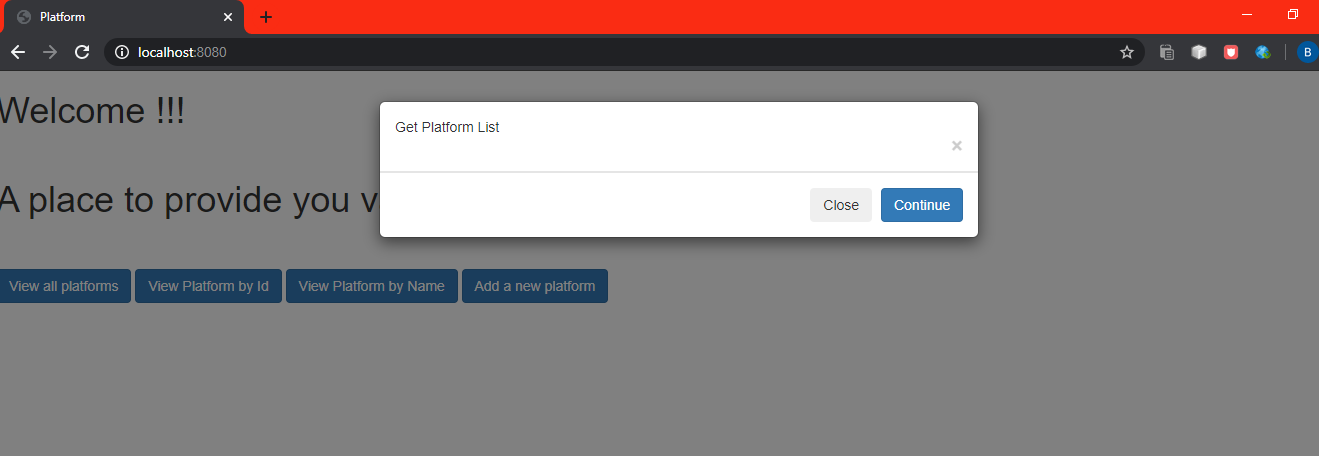 Platform
localhost:8080
B
Welcome !!!
Get Platform List
×
A place to provide you v
Close Continue
View all platforms View Platform by Id View Platform by Name Add a new platform